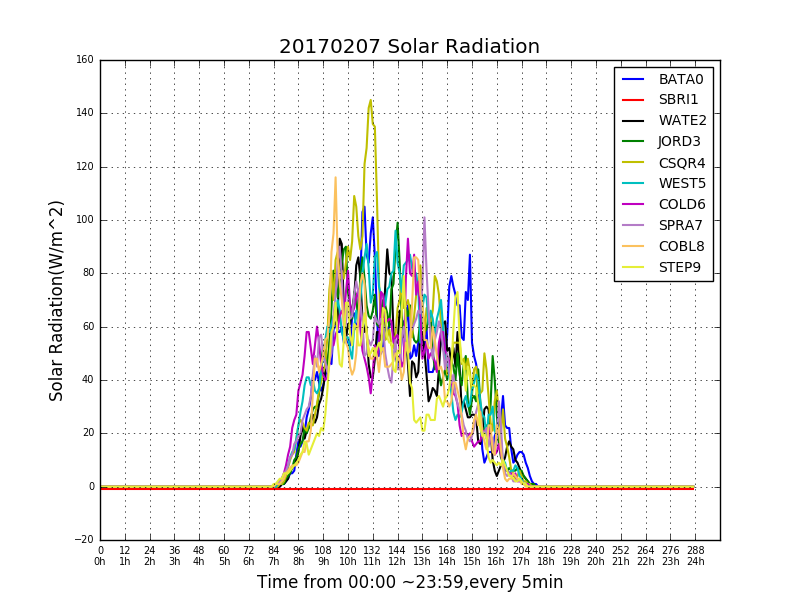 20170207 Solar Radiation
160
140
120
100
80
60
40
20
0
−20
Solar Radiation(W/m^2)
BATA0
SBRI1
WATE2
JORD3
CSQR4
WEST5
COLD6
SPRA7
COBL8
STEP9
0 12 24 36 48 60 72 84 96 108 120 132 144 156 168 180 192 204 216 228 240 252 264 276 288
0h 1h 2h 3h 4h 5h 6h 7h 8h 9h 10h 11h 12h 13h 14h 15h 16h 17h 18h 19h 20h 21h 22h 23h 24h
Time from 00:00 ~23:59,every 5min